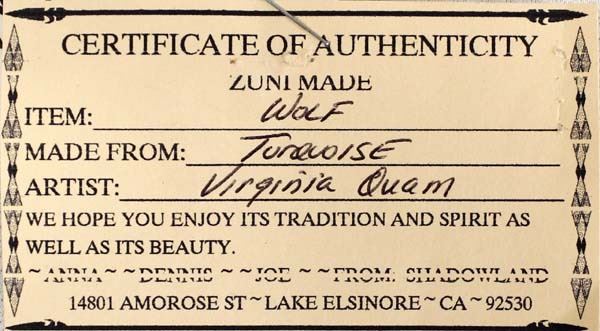 CERTIFICATE OF AUTHENTICITY
ZUNI MADE
ITEM: WOLF
MADE FROM: TURQUOISE
ARTIST: Virginia Quam
WE HOPE YOU ENJOY ITS TRADITION AND SPIRIT AS
WELL AS ITS BEAUTY.
~ANNA~~DENNIS~~JOE~~FROM: SHADOWLAND
14801 AMOROSE ST~LAKE ELSINORE~CA~92530